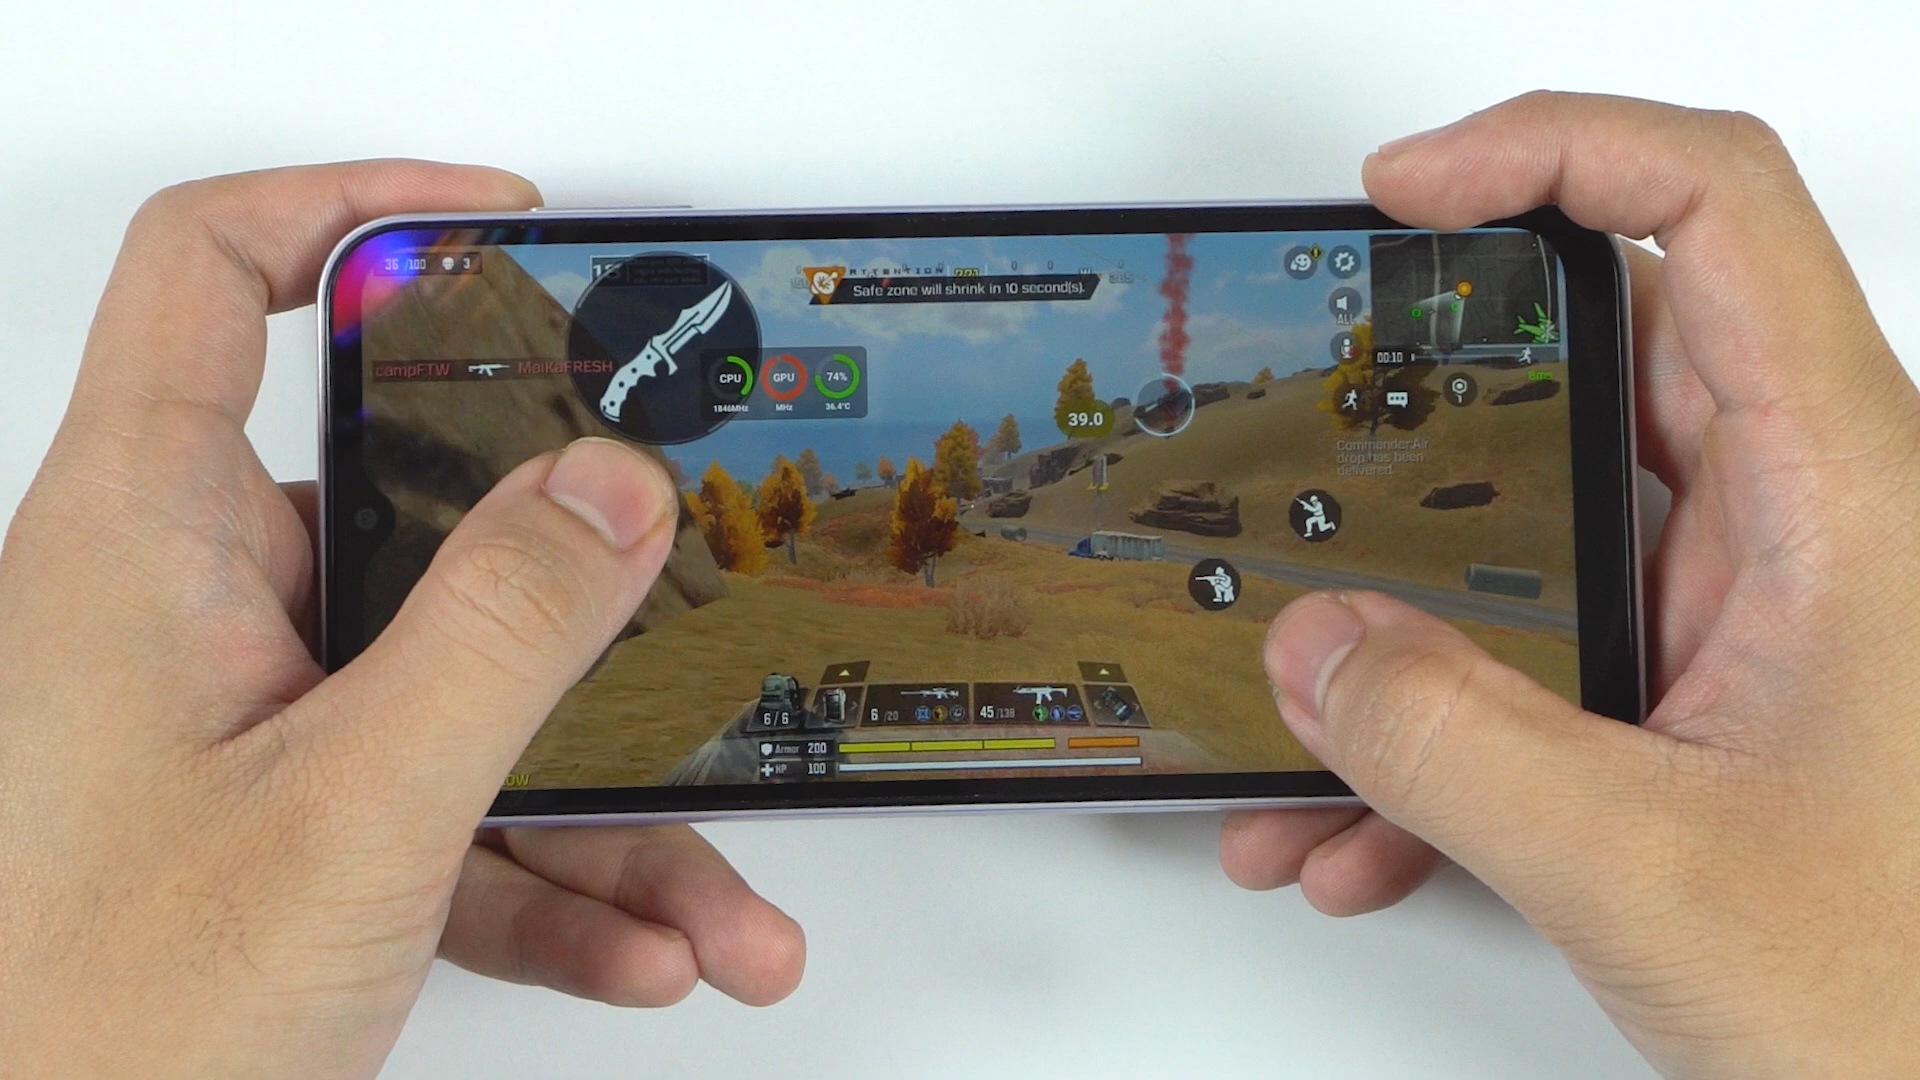 36 /100 3
ATTENTION
Safe zone will shrink in 10 second(s).
ALL
campFTW MaiKaFRESH
CPU GPU 74%
1846MHz MHz 36.4°C
39.0
00:10
8ms
Commander:Air
drop has been
delivered.
6/6
6 /20
45 /138
Armor 200
HP 100
OW